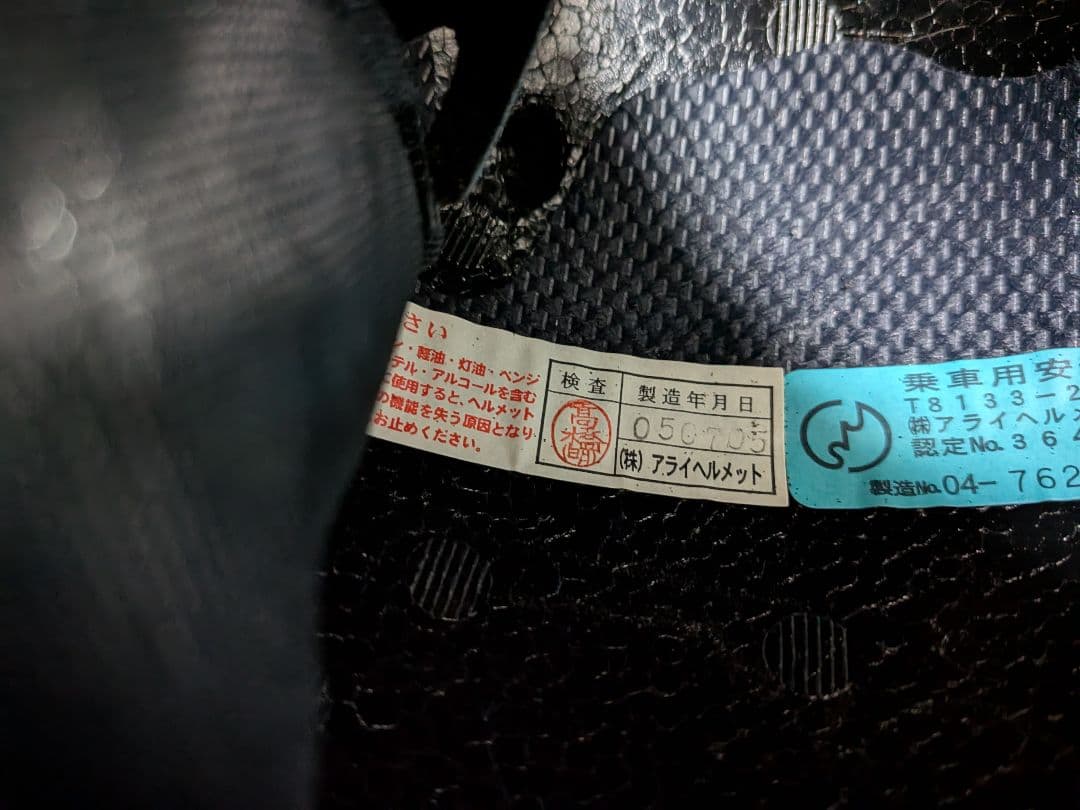 さい
ン・軽油・灯油・ベンジ
テル・アルコールを含む
に使用すると、ヘルメット
の機能を失う原因となり
お止めください。
検査 製造年月日
050705
(株) アライヘルメット
乗車用安
T8133-2
㈱アライヘル
認定No.364
製造No.04-762